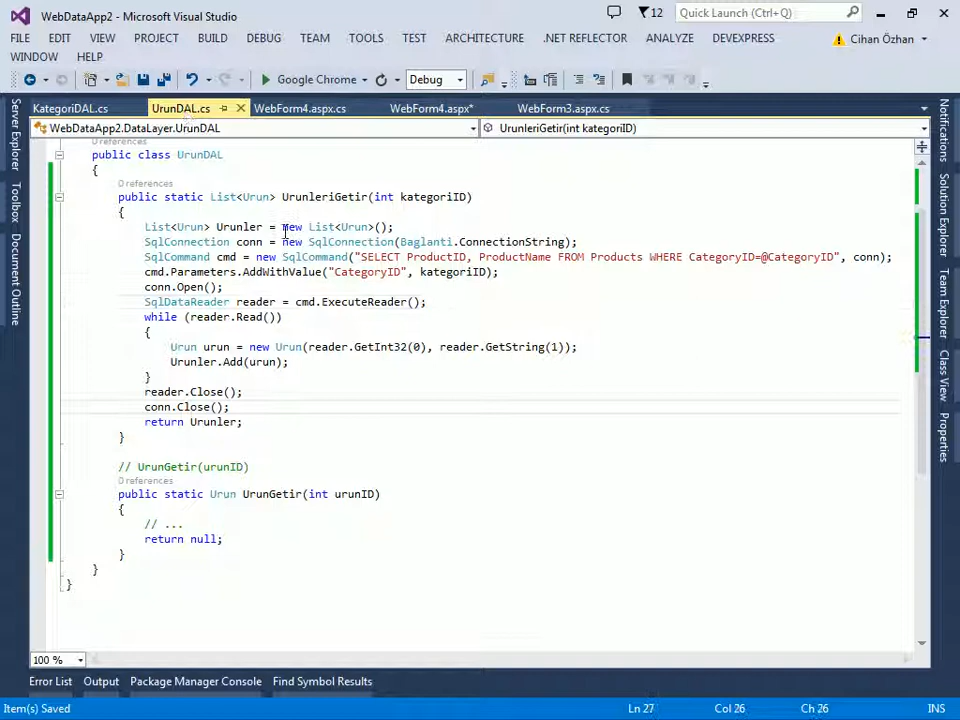 WebDataApp2 - Microsoft Visual Studio
12
Quick Launch (Ctrl+Q)
FILE EDIT VIEW PROJECT BUILD DEBUG TEAM TOOLS TEST ARCHITECTURE .NET REFLECTOR ANALYZE DEVEXPRESS
Cihan Özhan
WINDOW HELP
Google Chrome
Debug
KategoriDAL.cs
UrunDAL.cs
WebForm4.aspx.cs
WebForm4.aspx*
WebForm3.aspx.cs
WebDataApp2.DataLayer.UrunDAL
UrunleriGetir(int kategoriID)
0 references
public class UrunDAL
{
0 references
public static List<Urun> UrunleriGetir(int kategoriID)
{
List<Urun> Urunler = new List<Urun>();
SqlConnection conn = new SqlConnection(Baglanti.ConnectionString);
SqlCommand cmd = new SqlCommand("SELECT ProductID, ProductName FROM Products WHERE CategoryID=@CategoryID", conn);
cmd.Parameters.AddWithValue("CategoryID", kategoriID);
conn.Open();
SqlDataReader reader = cmd.ExecuteReader();
while (reader.Read())
{
Urun urun = new Urun(reader.GetInt32(0), reader.GetString(1));
Urunler.Add(urun);
}
reader.Close();
conn.Close();
return Urunler;
}
// UrunGetir(urunID)
0 references
public static Urun UrunGetir(int urunID)
{
// ...
return null;
}
}
}
100 %
Server Explorer
Toolbox
Notifications
Solution Explorer
Team Explorer
Class View
Properties
Error List Output Package Manager Console Find Symbol Results
Item(s) Saved
Ln 27
Col 26
Ch 26
INS